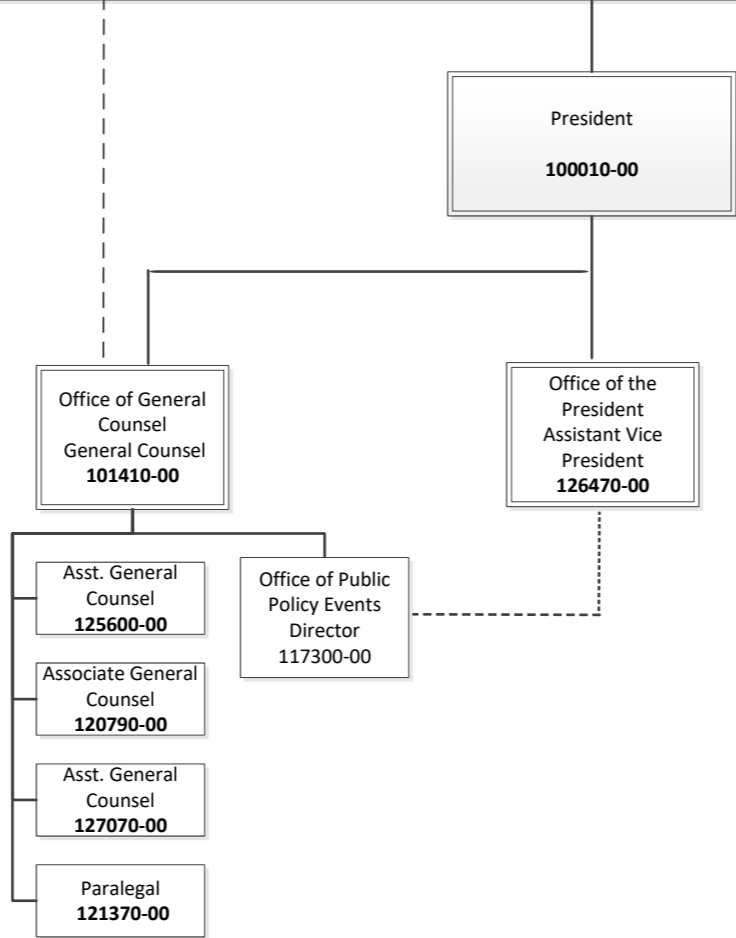 President
100010-00
Office of General
Counsel
General Counsel
101410-00
Office of the
President
Assistant Vice
President
126470-00
Asst. General
Counsel
125600-00
Office of Public
Policy Events
Director
117300-00
Associate General
Counsel
120790-00
Asst. General
Counsel
127070-00
Paralegal
121370-00